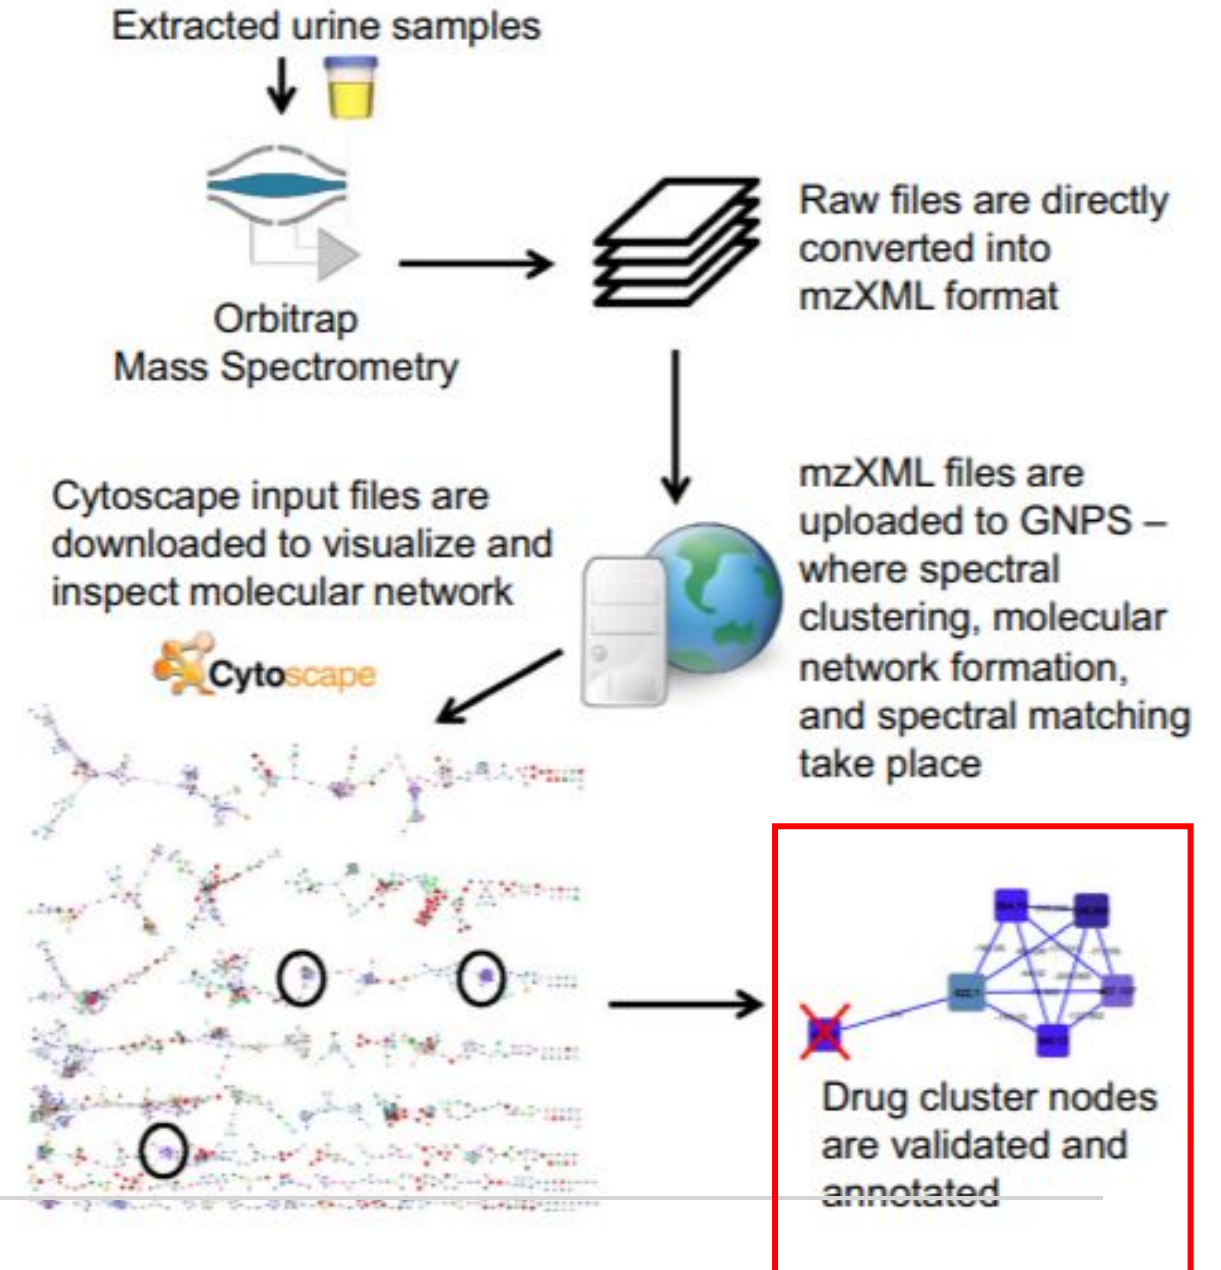 Extracted urine samples
Orbitrap
Mass Spectrometry
Raw files are directly
converted into
mzXML format
mzXML files are
uploaded to GNPS –
where spectral
clustering, molecular
network formation,
and spectral matching
take place
Cytoscape input files are
downloaded to visualize and
inspect molecular network
Cytoscape
Drug cluster nodes
are validated and
annotated